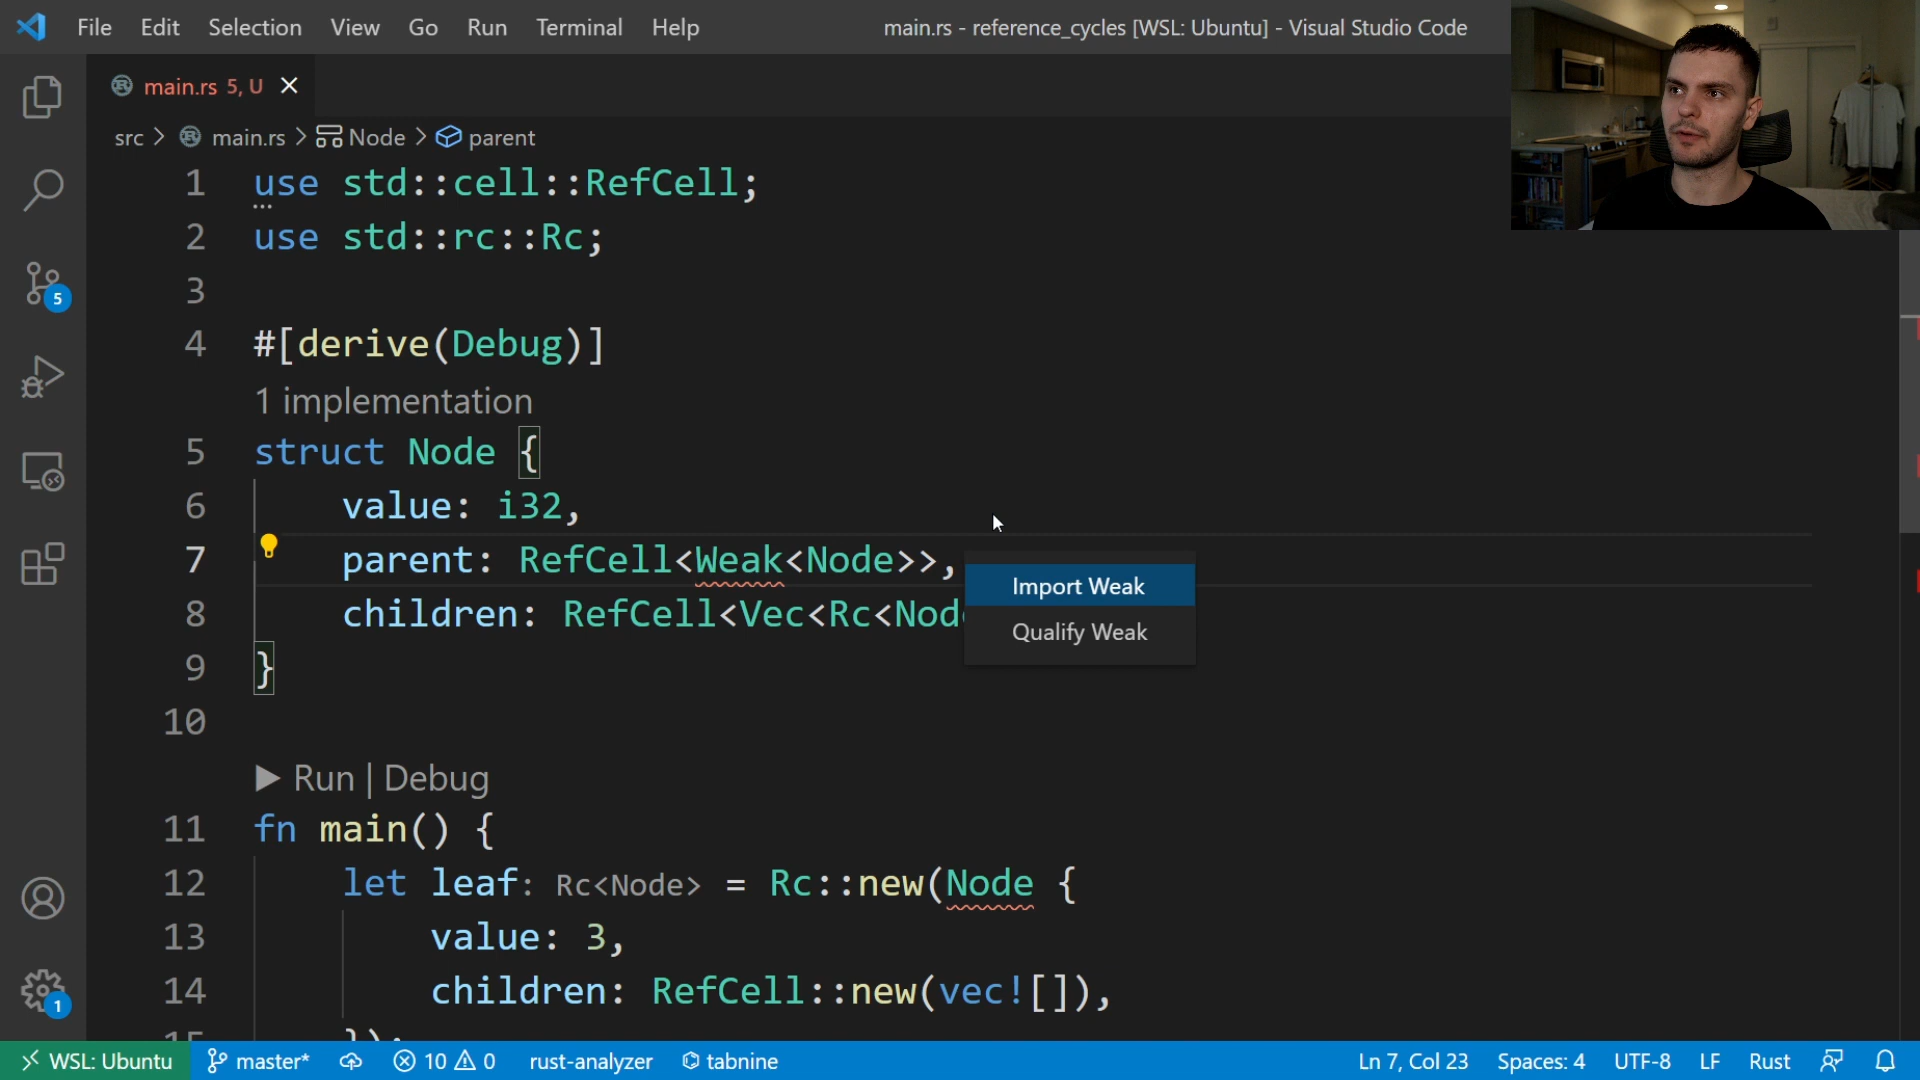 File Edit Selection View Go Run Terminal Help main.rs - reference_cycles [WSL: Ubuntu] - Visual Studio Code
main.rs 5, U
src > main.rs > Node > parent
1 use std::cell::RefCell;
2 use std::rc::Rc;
3
4 #[derive(Debug)]
1 implementation
5 struct Node {
6 value: i32,
7 parent: RefCell<Weak<Node>>,
Import Weak
8 children: RefCell<Vec<Rc<Nod
Qualify Weak
9 }
10
Run | Debug
11 fn main() {
12 let leaf: Rc<Node> = Rc::new(Node {
13 value: 3,
14 children: RefCell::new(vec![]),
15 });
5
1
WSL: Ubuntu master* 10 0 rust-analyzer tabnine Ln 7, Col 23 Spaces: 4 UTF-8 LF Rust